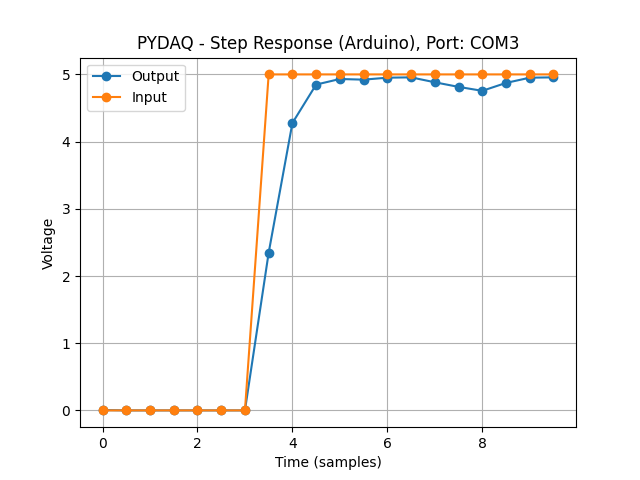 PYDAQ - Step Response (Arduino), Port: COM3
Output
Input
Voltage
5
4
3
2
1
0
0 2 4 6 8
Time (samples)